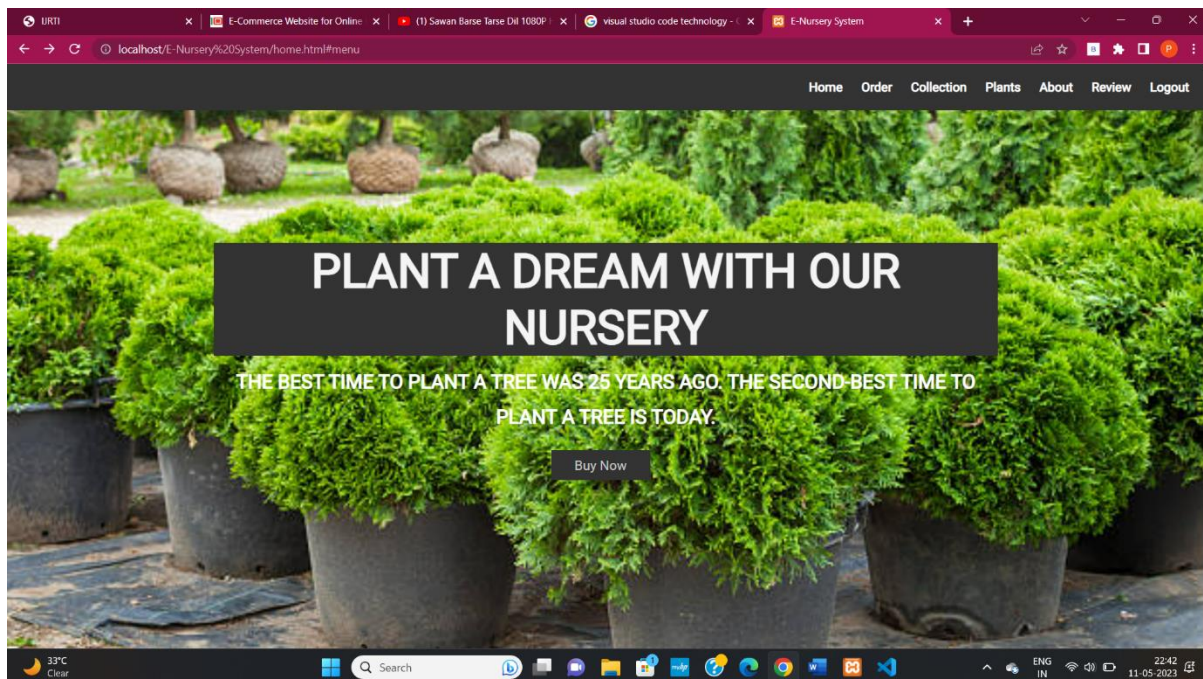 URTI
E-Commerce Website for Online
(1) Sawan Barse Tarse Dil 1080P
visual studio code technology -
E-Nursery System
localhost/E-Nursery%20System/home.html#menu
Home Order Collection Plants About Review Logout
PLANT A DREAM WITH OUR
NURSERY
THE BEST TIME TO PLANT A TREE WAS 25 YEARS AGO. THE SECOND-BEST TIME TO
PLANT A TREE IS TODAY.
Buy Now
33°C
Clear
Search
ENG
IN
22:42
11-05-2023